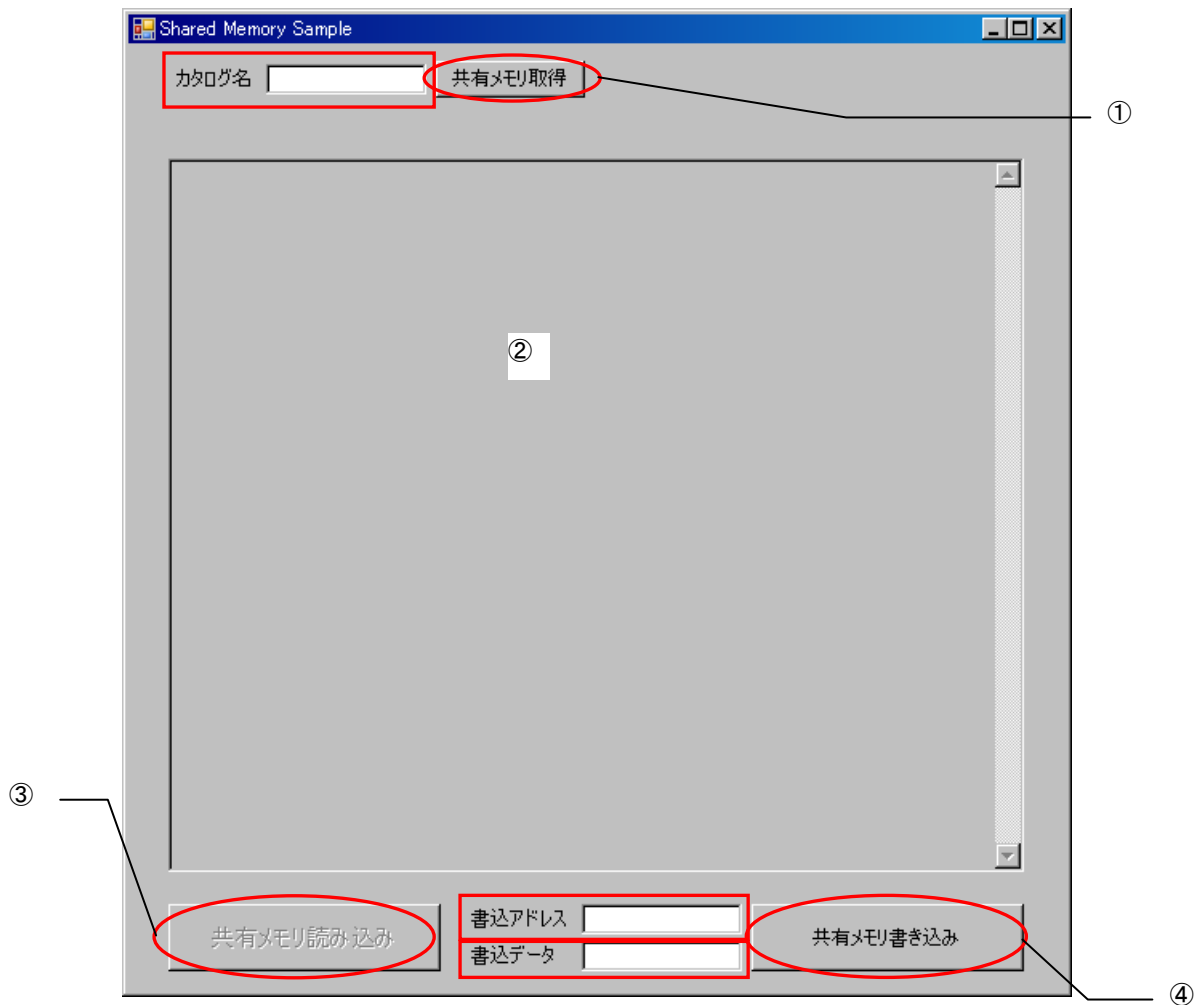 Shared Memory Sample
カタログ名 共有メモリ取得
①
②
③
書込アドレス
共有メモリ読み込み 共有メモリ書き込み
書込データ
④